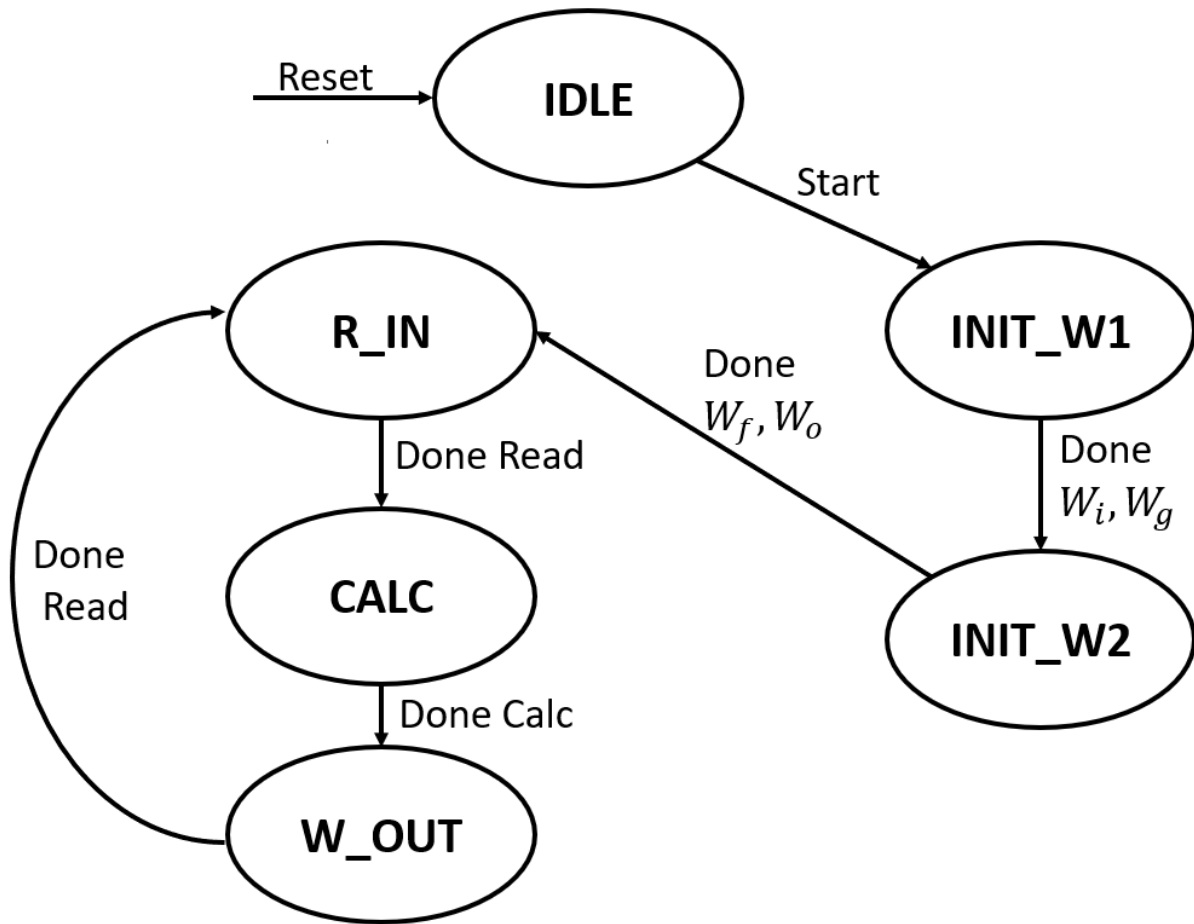 Reset
IDLE
Start
INIT_W1
R_IN
Done
W_f, W_o
Done
W_i, W_g
Done Read
Done
Read
CALC
INIT_W2
Done Calc
W_OUT